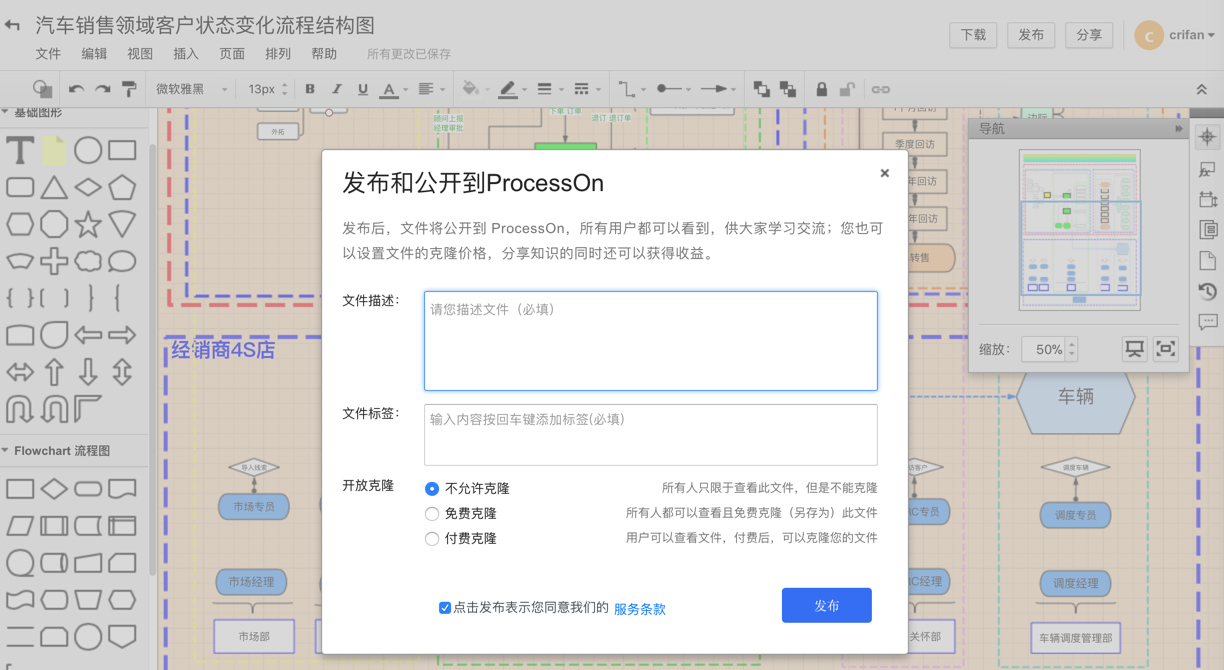 汽车销售领域客户状态变化流程结构图
文件 编辑 视图 插入 页面 排列 帮助 所有更改已保存
下载 发布 分享 C crifan
微软雅黑 13px B I U A
基础图形
T
Flowchart 流程图
外拓
顾问上报
经理审批
下单 订单
退订 退订单
季度回访
年回访
年回访
转售
边际
导航
缩放： 50%
发布和公开到ProcessOn
发布后，文件将公开到 ProcessOn，所有用户都可以看到，供大家学习交流；您也可
以设置文件的克隆价格，分享知识的同时还可以获得收益。
文件描述：
请您描述文件（必填）
文件标签：
输入内容按回车键添加标签(必填)
开放克隆
不允许克隆 所有人只限于查看此文件，但是不能克隆
免费克隆 所有人都可以查看且免费克隆（另存为）此文件
付费克隆 用户可以查看文件，付费后，可以克隆您的文件
点击发布表示您同意我们的 服务条款
发布
经销商4S店
车辆
导入线索
访客户
调度车辆
市场专员
C专员
调度专员
市场经理
C经理
调度经理
市场部
关怀部
车辆调度管理部